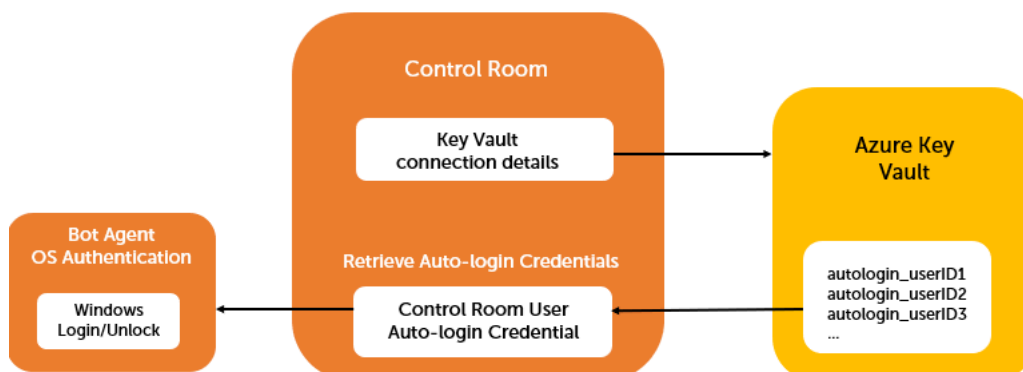 Control Room
Key Vault
connection details
Azure Key
Vault
Bot Agent
OS Authentication
Windows
Login/Unlock
Retrieve Auto-login Credentials
Control Room User
Auto-login Credential
autologin_userID1
autologin_userID2
autologin_userID3
...